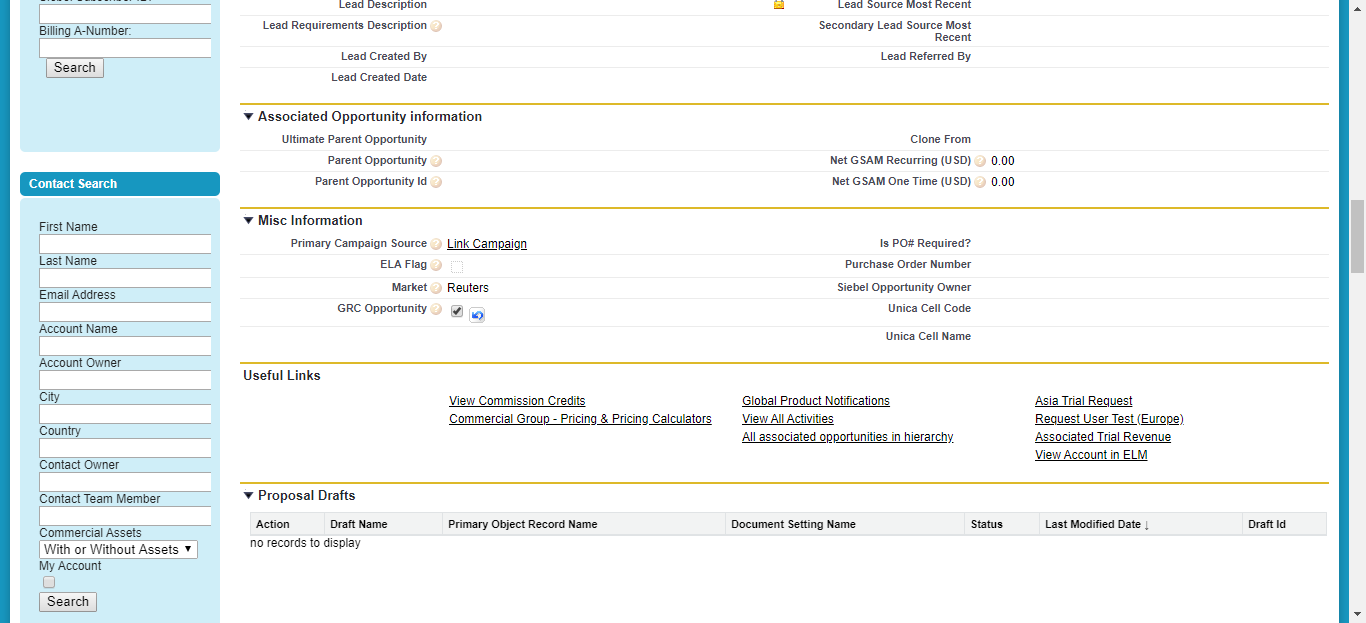 Billing A-Number:
Search
Contact Search
First Name
Last Name
Email Address
Account Name
Account Owner
City
Country
Contact Owner
Contact Team Member
Commercial Assets
With or Without Assets
My Account
Search
Lead Description
Lead Source Most Recent
Lead Requirements Description ?
Secondary Lead Source Most
Recent
Lead Created By
Lead Referred By
Lead Created Date
Associated Opportunity information
Ultimate Parent Opportunity
Clone From
Parent Opportunity ?
Net GSAM Recurring (USD) ? 0.00
Parent Opportunity Id ?
Net GSAM One Time (USD) ? 0.00
Misc Information
Primary Campaign Source ? Link Campaign
Is PO# Required?
ELA Flag ?
Purchase Order Number
Market ? Reuters
Siebel Opportunity Owner
GRC Opportunity ?
Unica Cell Code
Unica Cell Name
Useful Links
View Commission Credits
Global Product Notifications
Asia Trial Request
Commercial Group - Pricing & Pricing Calculators
View All Activities
Request User Test (Europe)
All associated opportunities in hierarchy
Associated Trial Revenue
View Account in ELM
Proposal Drafts
Action Draft Name Primary Object Record Name Document Setting Name Status Last Modified Date ↓ Draft Id
no records to display